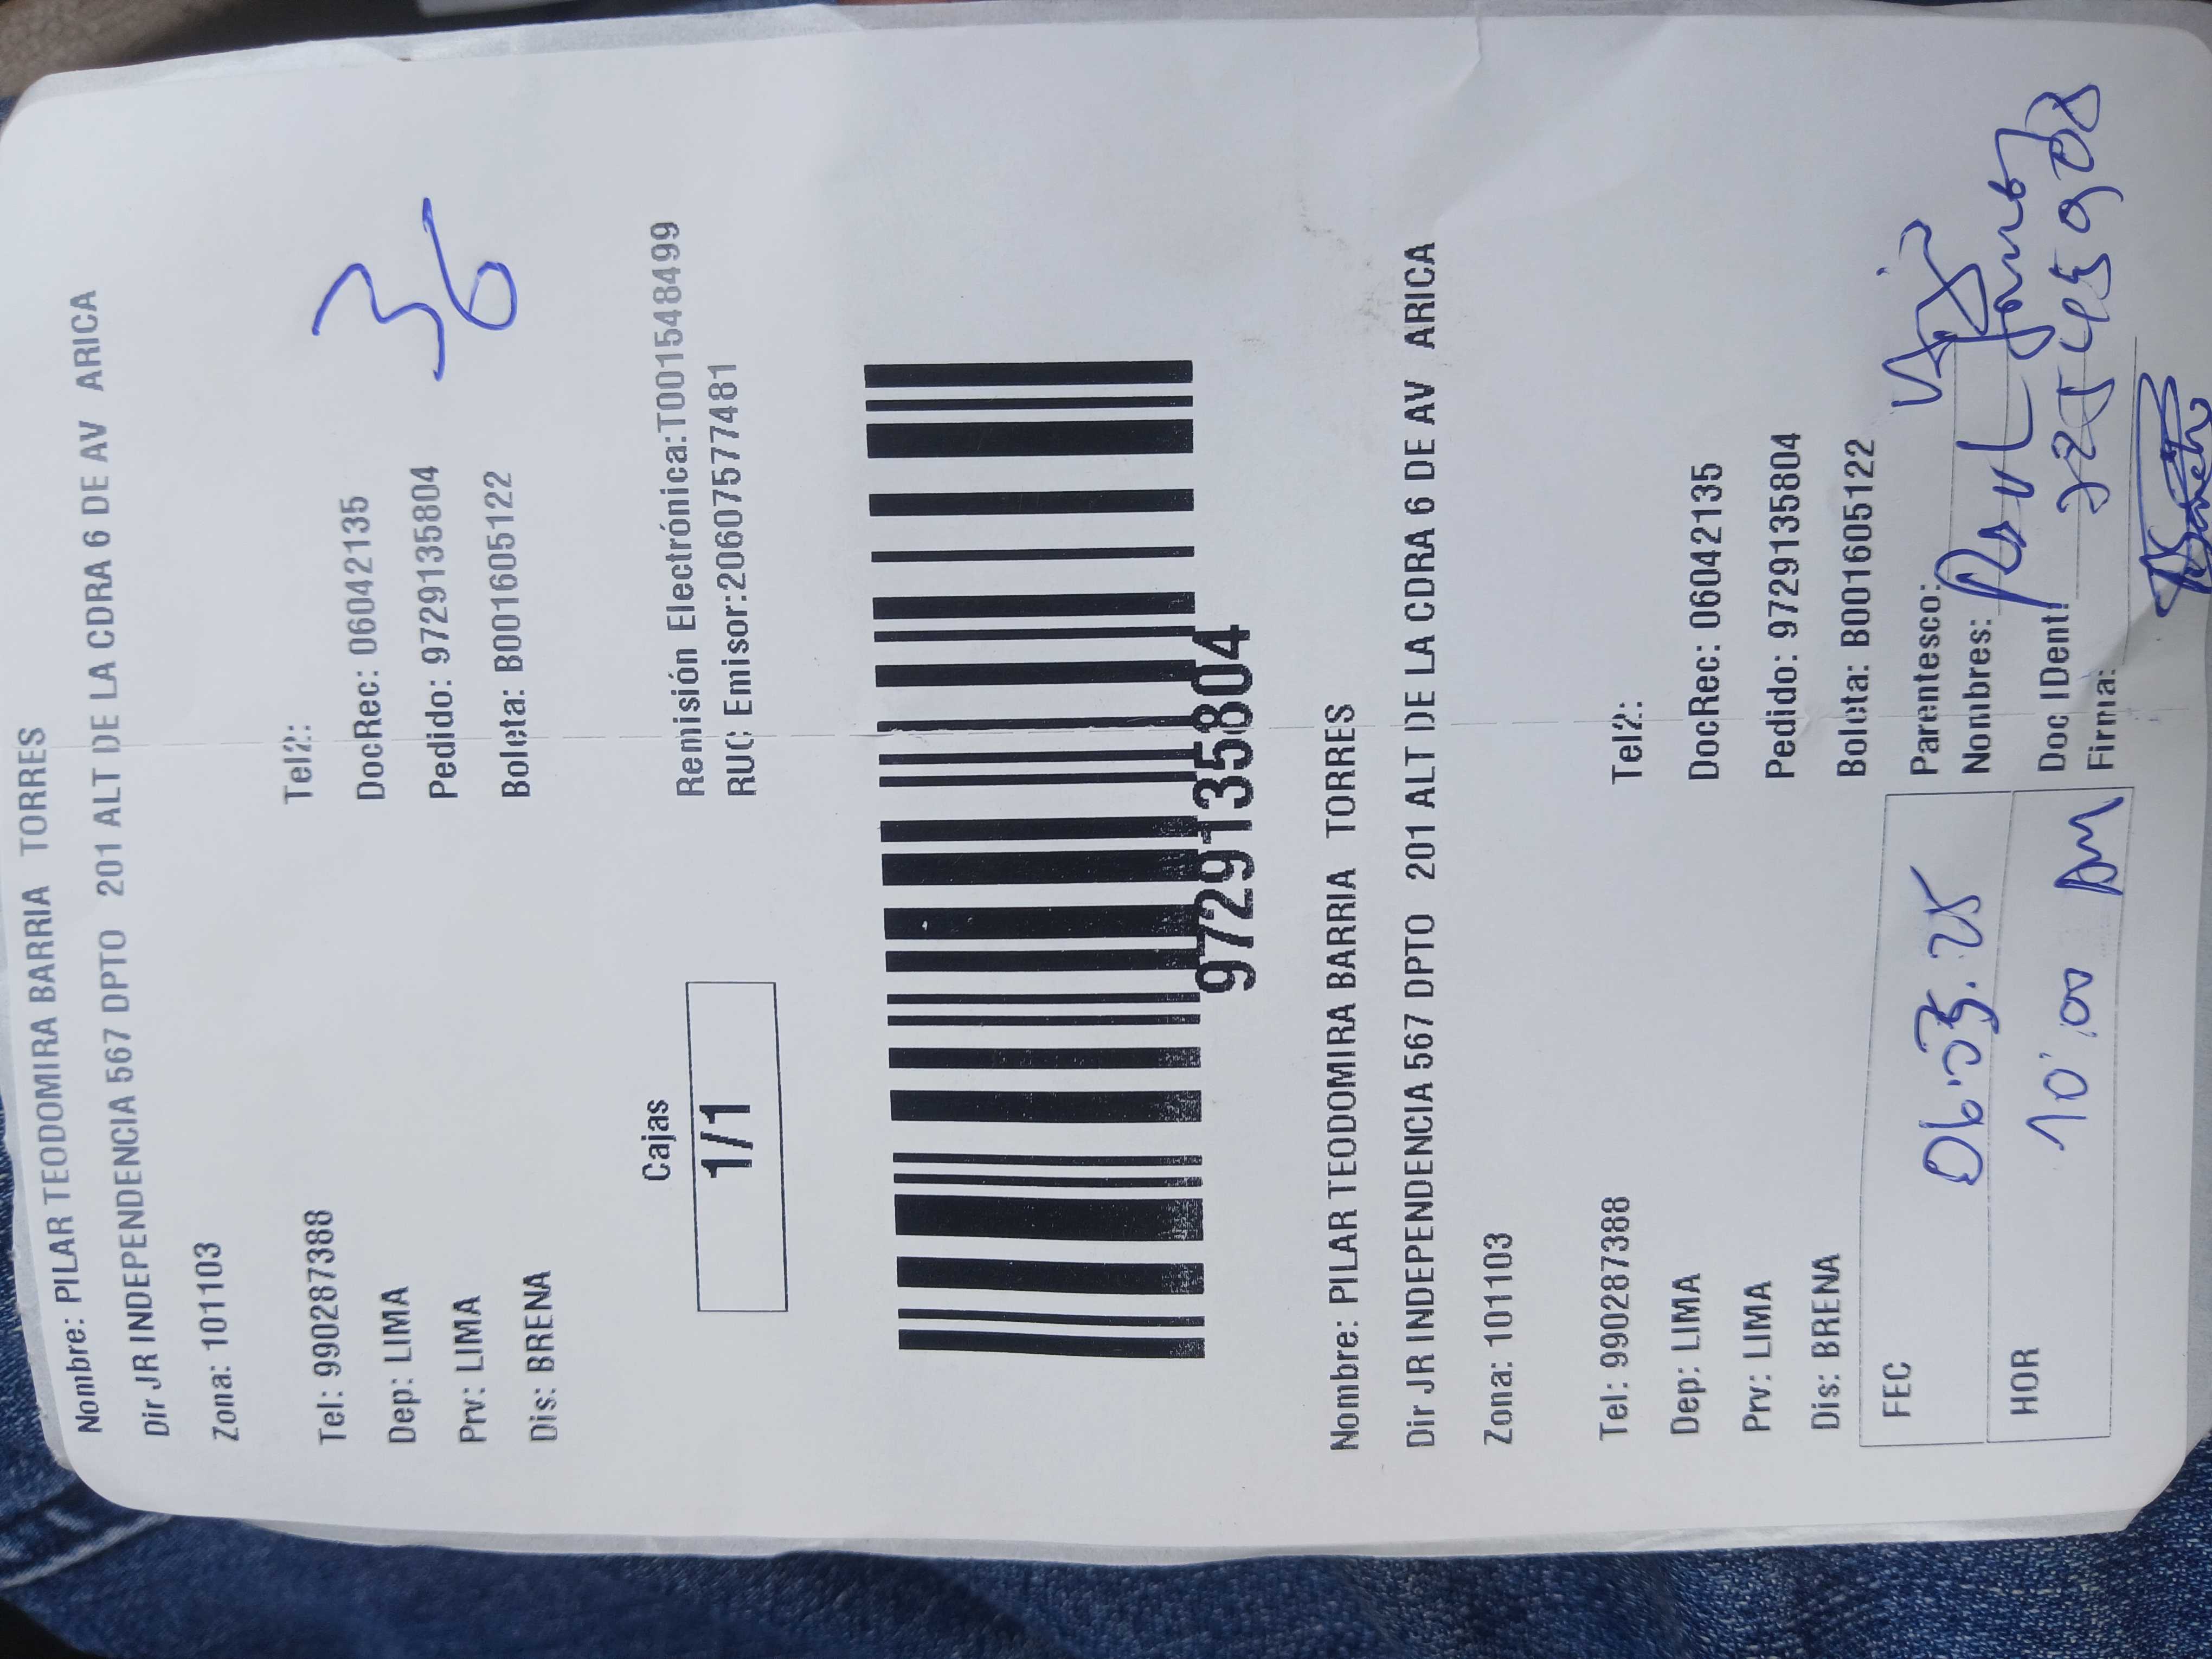 Nombre: PILAR TEODOMIRA BARRIA TORRES
Dir JR INDEPENDENCIA 567 DPTO 201 ALT DE LA CDRA 6 DE AV ARICA
Zona: 101103
Tel: 990287388 Tel2:
Dep: LIMA DocRec: 06042135
36
Prv: LIMA Pedido: 9729135804
Dis: BRENA Boleta: B001605122
Cajas Remisión Electrónica:T001548499
1/1 RUC Emisor:20607577481
9729135804
Nombre: PILAR TEODOMIRA BARRIA TORRES
Dir JR INDEPENDENCIA 567 DPTO 201 ALT DE LA CDRA 6 DE AV ARICA
Zona: 101103
Tel: 990287388 Tel2:
Dep: LIMA DocRec: 06042135
Prv: LIMA Pedido: 9729135804
Dis: BRENA Boleta: B001605122
FEC 06.03.25 Parentesco:
Nombres:
HOR 10:00 AM Doc IDent:
Firma: